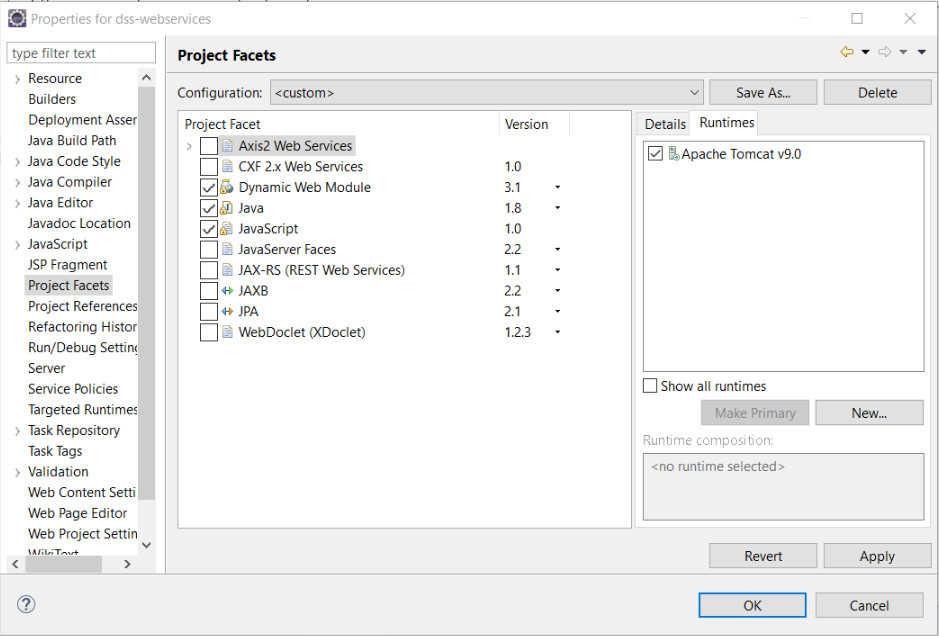 Properties for dss-webservices
type filter text
Resource
Builders
Deployment Asser
Java Build Path
Java Code Style
Java Compiler
Java Editor
Javadoc Location
JavaScript
JSP Fragment
Project Facets
Project References
Refactoring Histor
Run/Debug Setting
Server
Service Policies
Targeted Runtimes
Task Repository
Task Tags
Validation
Web Content Setti
Web Page Editor
Web Project Settin
WikiText
Project Facets
Configuration: <custom> Save As... Delete
Project Facet Version
Axis2 Web Services
CXF 2.x Web Services 1.0
Dynamic Web Module 3.1
Java 1.8
JavaScript 1.0
JavaServer Faces 2.2
JAX-RS (REST Web Services) 1.1
JAXB 2.2
JPA 2.1
WebDoclet (XDoclet) 1.2.3
Details Runtimes
Apache Tomcat v9.0
Show all runtimes
Make Primary New...
Runtime composition:
<no runtime selected>
Revert Apply
? OK Cancel